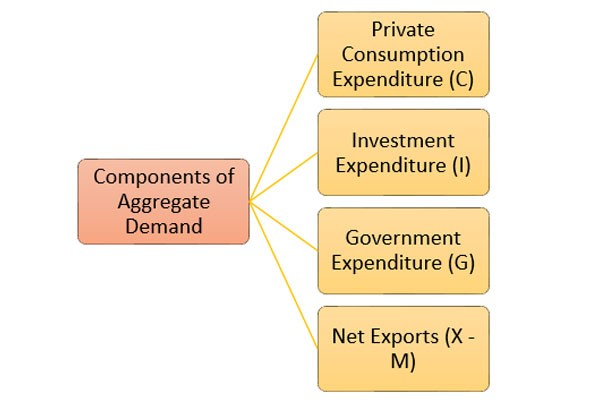 Components of
Aggregate
Demand
Private
Consumption
Expenditure (C)
Investment
Expenditure (I)
Government
Expenditure (G)
Net Exports (X -
M)